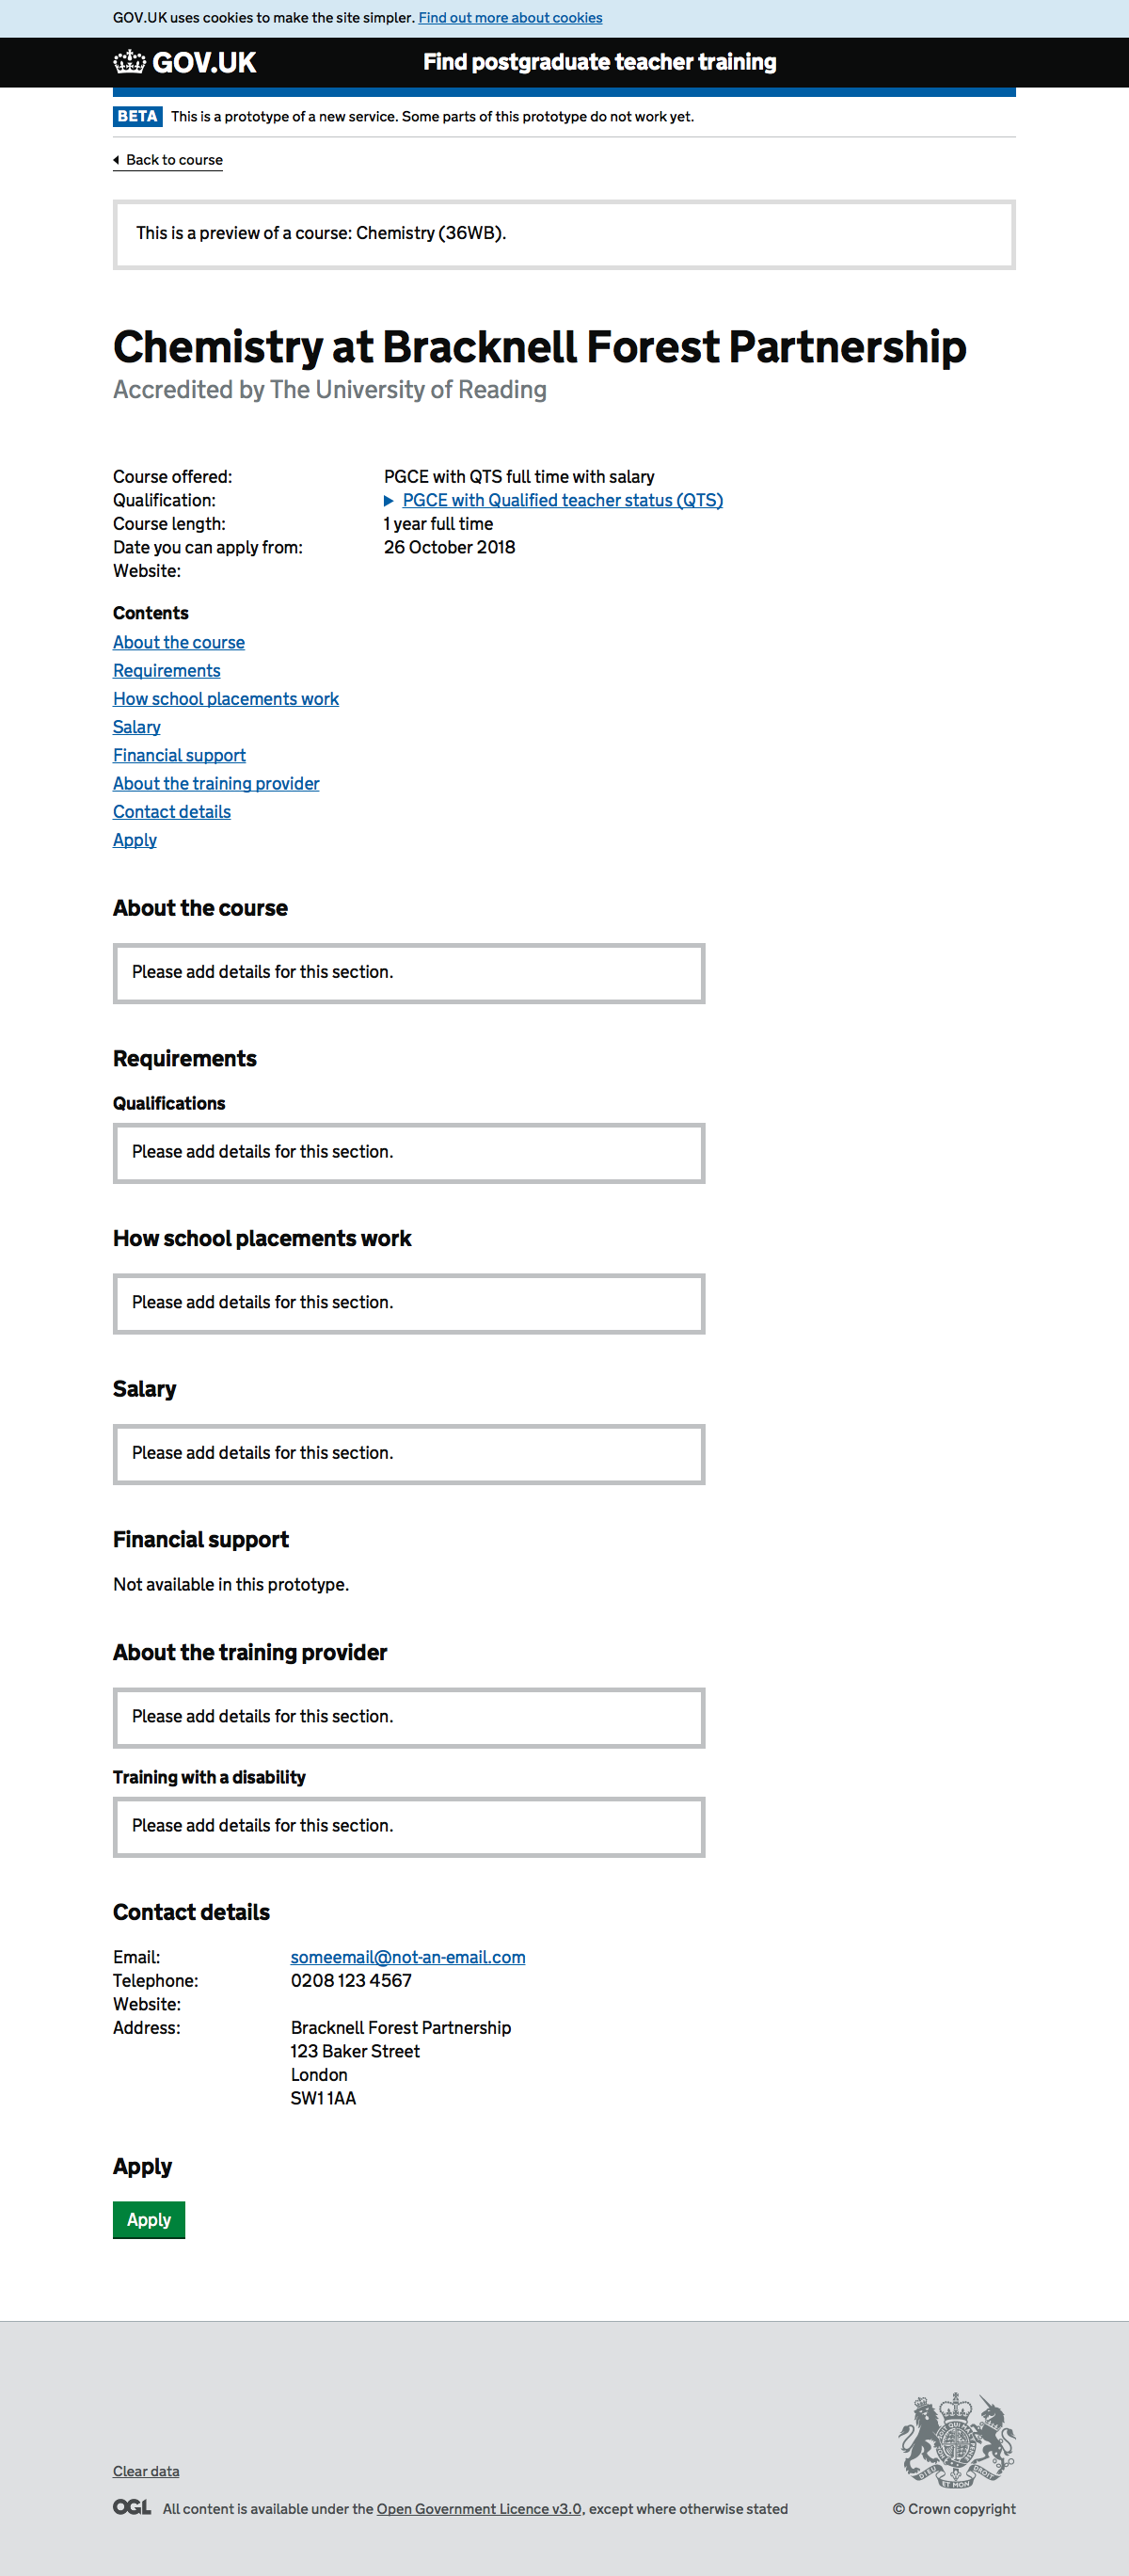 GOV.UK uses cookies to make the site simpler. Find out more about cookies
GOV.UK
Find postgraduate teacher training
BETA This is a prototype of a new service. Some parts of this prototype do not work yet.
Back to course
This is a preview of a course: Chemistry (36WB).
Chemistry at Bracknell Forest Partnership
Accredited by The University of Reading
Course offered: PGCE with QTS full time with salary
Qualification: PGCE with Qualified teacher status (QTS)
Course length: 1 year full time
Date you can apply from: 26 October 2018
Website:
Contents
About the course
Requirements
How school placements work
Salary
Financial support
About the training provider
Contact details
Apply
About the course
Please add details for this section.
Requirements
Qualifications
Please add details for this section.
How school placements work
Please add details for this section.
Salary
Please add details for this section.
Financial support
Not available in this prototype.
About the training provider
Please add details for this section.
Training with a disability
Please add details for this section.
Contact details
Email: someemail@not-an-email.com
Telephone: 0208 123 4567
Website:
Address: Bracknell Forest Partnership
123 Baker Street
London
SW1 1AA
Apply
Apply
DIEU ET MON DROIT
Clear data
OGL All content is available under the Open Government Licence v3.0, except where otherwise stated
© Crown copyright